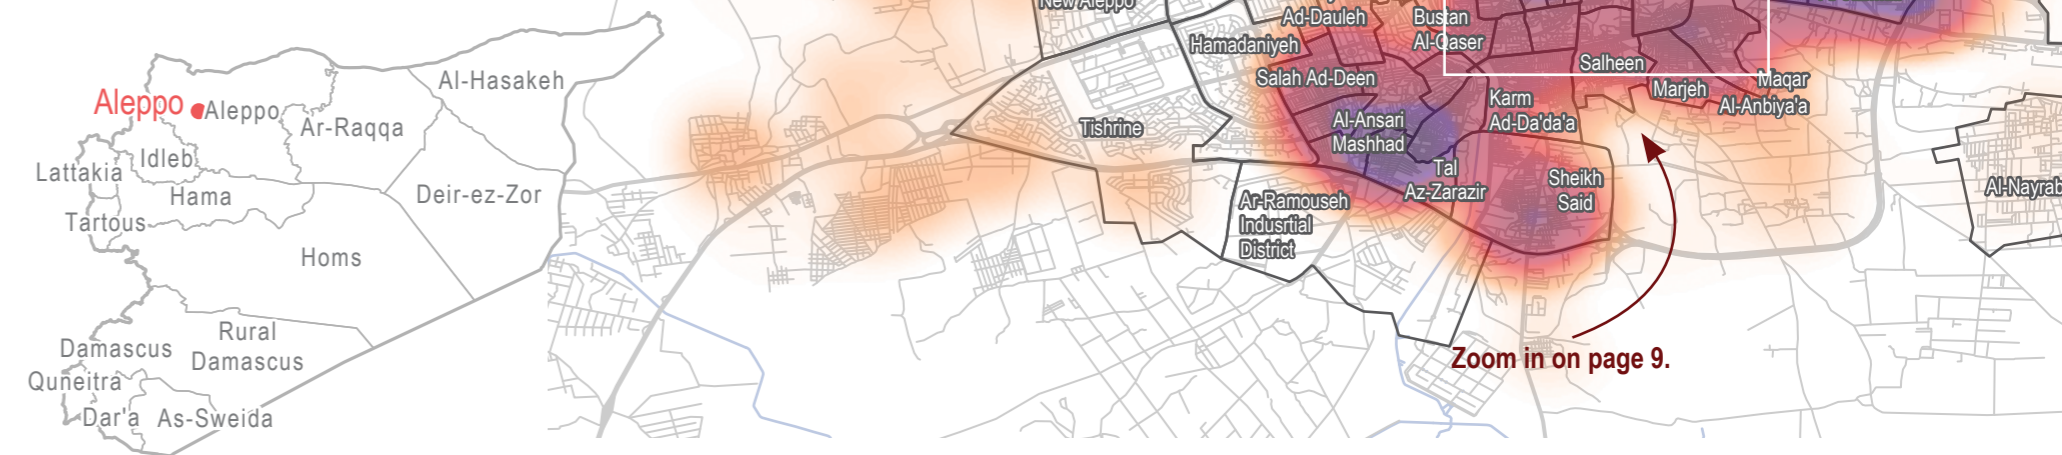 Al-Hasakeh
Aleppo
Aleppo
Ar-Raqqa
Idleb
Lattakia
Hama
Deir-ez-Zor
Tartous
Homs
Rural
Damascus
Damascus
Quneitra
Dar'a
As-Sweida
New Aleppo
Ad-Dauleh
Bustan
Al-Qaser
Hamadaniyeh
Salah Ad-Deen
Salheen
Marjeh
Maqar
Al-Anbiya'a
Karm
Ad-Da'da'a
Al-Ansari
Mashhad
Tishrine
Tal
Az-Zarazir
Sheikh
Said
Al-Nayrab
Ar-Ramouseh
Indusrtial
District
Zoom in on page 9.